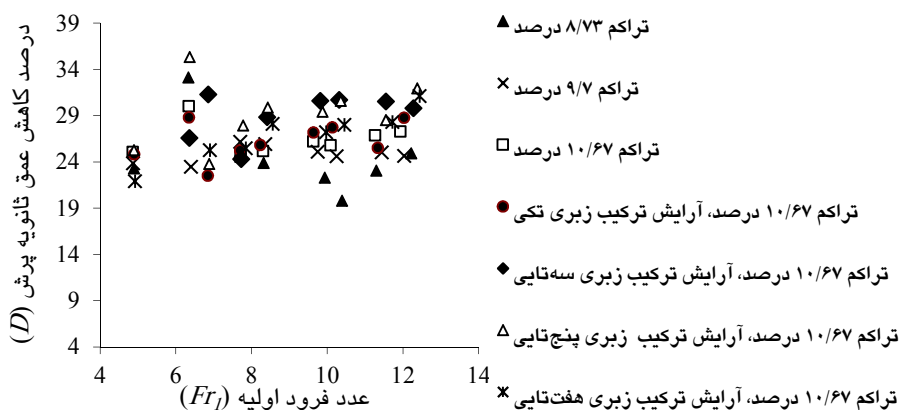 درصد کاهش عمق ثانویه پرش (D)
39
34
29
24
19
14
9
4
4 6 8 10 12 14
عدد فرود اولیه (Fr1)
تراکم ۸/۷۳ درصد
تراکم ۹/۷ درصد
تراکم ۱۰/۶۷ درصد
تراکم ۱۰/۶۷ درصد، آرایش ترکیب زبری تکی
تراکم ۱۰/۶۷ درصد، آرایش ترکیب زبری سه‌تایی
تراکم ۱۰/۶۷ درصد، آرایش ترکیب زبری پنج‌تایی
تراکم ۱۰/۶۷ درصد، آرایش ترکیب زبری هفت‌تایی